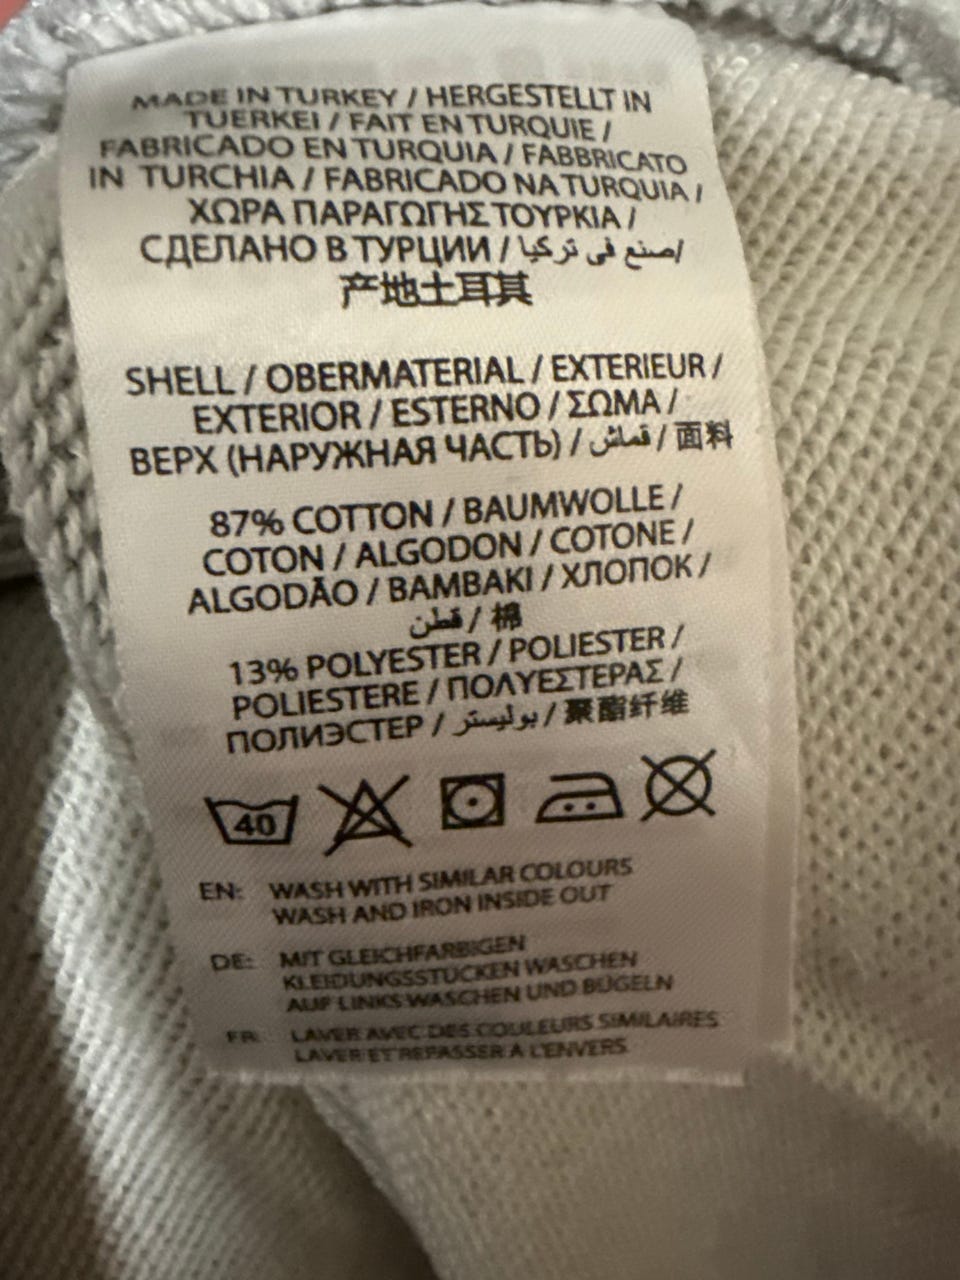 MADE IN TURKEY / HERGESTELLT IN
TUERKEI / FAIT EN TURQUIE /
FABRICADO EN TURQUIA / FABBRICATO
IN TURCHIA / FABRICADO NA TURQUIA /
ΧΩΡΑ ΠΑΡΑΓΩΓΗΣ ΤΟΥΡΚΙΑ /
СДЕЛАНО В ТУРЦИИ / صنع في تركيا/
产地土耳其
SHELL / OBERMATERIAL / EXTERIEUR /
EXTERIOR / ESTERNO / ΣΩΜΑ /
ВЕРХ (НАРУЖНАЯ ЧАСТЬ) / قماش / 面料
87% COTTON / BAUMWOLLE /
COTON / ALGODON / COTONE /
ALGODÃO / BAMBAKI / ХЛОПОК /
قطن / 棉
13% POLYESTER / POLIESTER /
POLIESTERE / ΠΟΛΥΕΣΤΕΡΑΣ /
ПОЛИЭСТЕР / بوليستر / 聚酯纤维
40
EN: WASH WITH SIMILAR COLOURS
WASH AND IRON INSIDE OUT
DE: MIT GLEICHFARBIGEN
KLEIDUNGSSTÜCKEN WASCHEN
AUF LINKS WASCHEN UND BÜGELN
FR: LAVER AVEC DES COULEURS SIMILAIRES
LAVER ET REPASSER A L'ENVERS